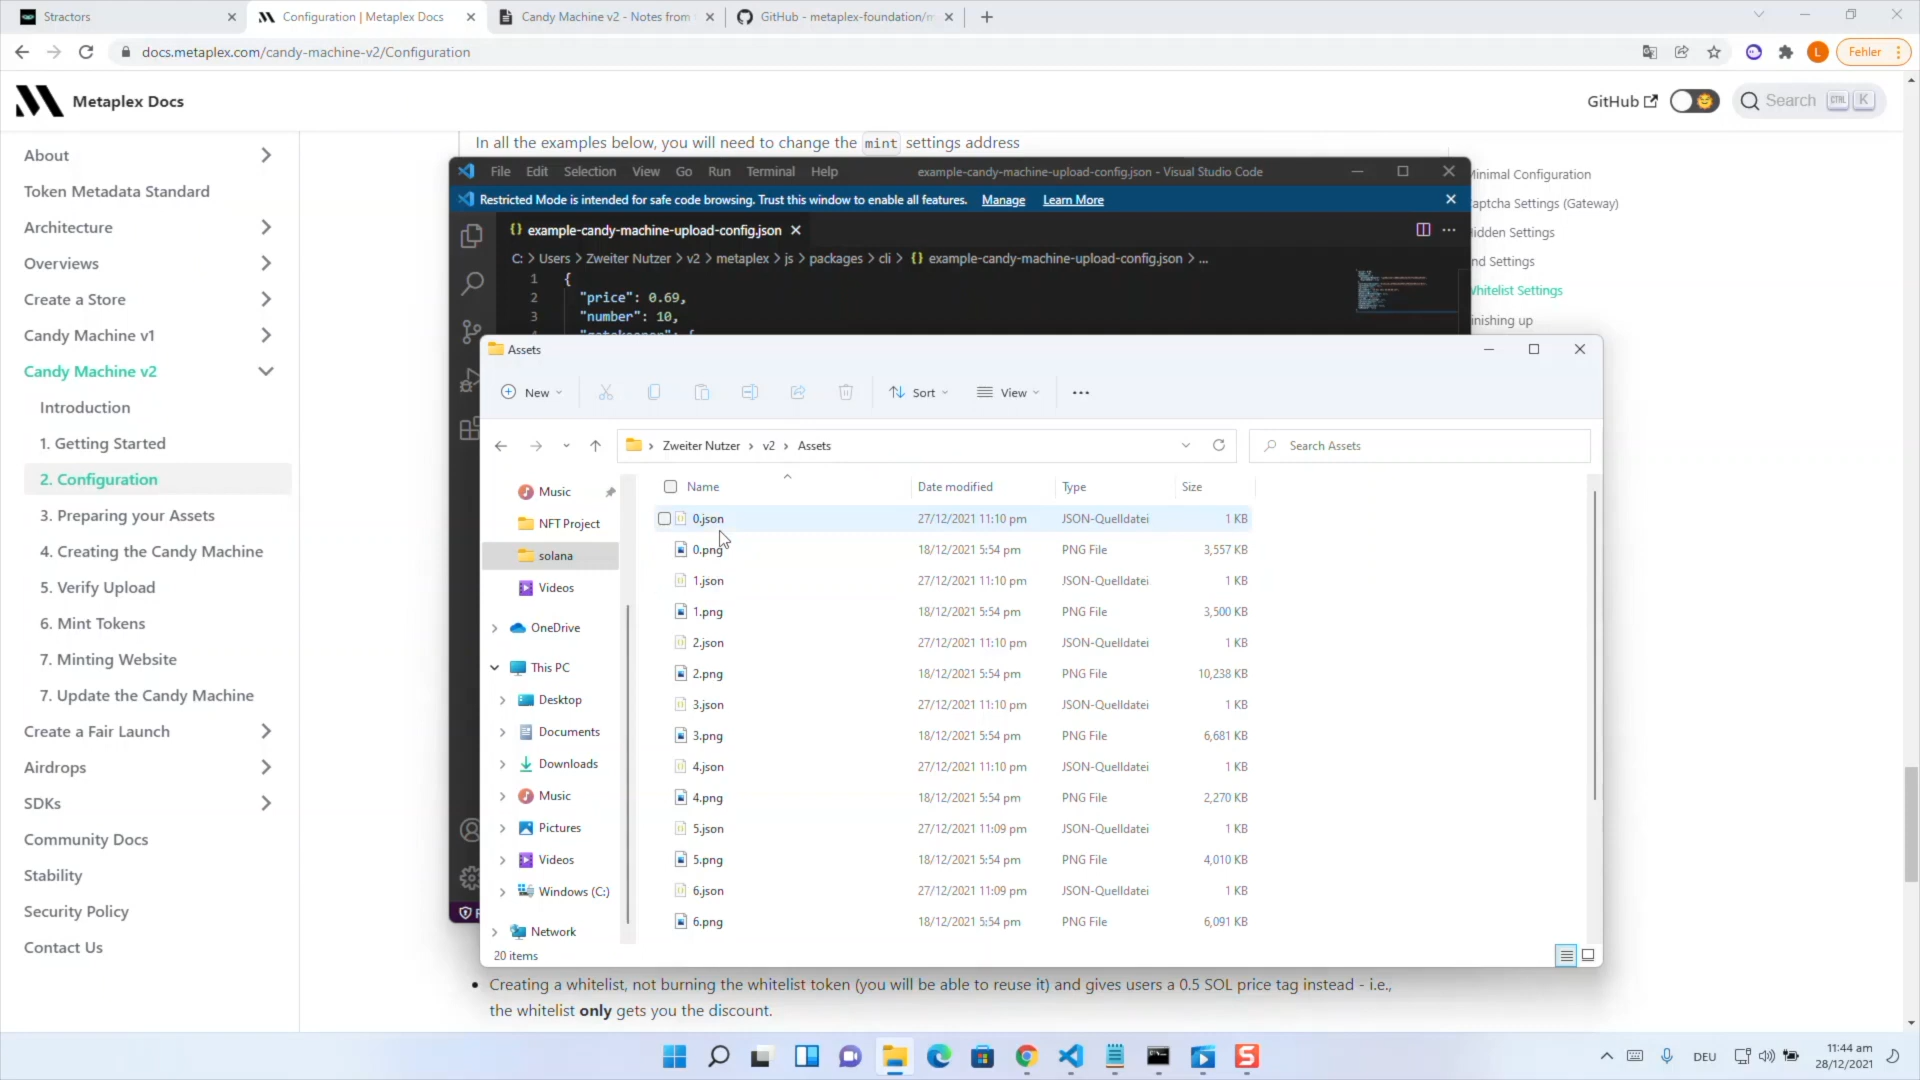 Stractors
Configuration | Metaplex Docs
Candy Machine v2 - Notes from
GitHub - metaplex-foundation/m
docs.metaplex.com/candy-machine-v2/Configuration
L
Fehler
Metaplex Docs
GitHub
Search
CTRL
K
About
Token Metadata Standard
Architecture
Overviews
Create a Store
Candy Machine v1
Candy Machine v2
Introduction
1. Getting Started
2. Configuration
3. Preparing your Assets
4. Creating the Candy Machine
5. Verify Upload
6. Mint Tokens
7. Minting Website
7. Update the Candy Machine
Create a Fair Launch
Airdrops
SDKs
Community Docs
Stability
Security Policy
Contact Us
In all the examples below, you will need to change the mint settings address
File Edit Selection View Go Run Terminal Help
example-candy-machine-upload-config.json - Visual Studio Code
Restricted Mode is intended for safe code browsing. Trust this window to enable all features. Manage Learn More
{} example-candy-machine-upload-config.json
C: > Users > Zweiter Nutzer > v2 > metaplex > js > packages > cli > {} example-candy-machine-upload-config.json > ...
1 {
2 "price": 0.69,
3 "number": 10,
Minimal Configuration
aptcha Settings (Gateway)
idden Settings
nd Settings
Whitelist Settings
inishing up
Assets
New
Sort
View
Zweiter Nutzer > v2 > Assets
Search Assets
Music
NFT Project
solana
Videos
OneDrive
This PC
Desktop
Documents
Downloads
Music
Pictures
Videos
Windows (C:)
Network
Name Date modified Type Size
0.json 27/12/2021 11:10 pm JSON-Quelldatei 1 KB
0.png 18/12/2021 5:54 pm PNG File 3,557 KB
1.json 27/12/2021 11:10 pm JSON-Quelldatei 1 KB
1.png 18/12/2021 5:54 pm PNG File 3,500 KB
2.json 27/12/2021 11:10 pm JSON-Quelldatei 1 KB
2.png 18/12/2021 5:54 pm PNG File 10,238 KB
3.json 27/12/2021 11:10 pm JSON-Quelldatei 1 KB
3.png 18/12/2021 5:54 pm PNG File 6,681 KB
4.json 27/12/2021 11:10 pm JSON-Quelldatei 1 KB
4.png 18/12/2021 5:54 pm PNG File 2,270 KB
5.json 27/12/2021 11:09 pm JSON-Quelldatei 1 KB
5.png 18/12/2021 5:54 pm PNG File 4,010 KB
6.json 27/12/2021 11:09 pm JSON-Quelldatei 1 KB
6.png 18/12/2021 5:54 pm PNG File 6,091 KB
20 items
• Creating a whitelist, not burning the whitelist token (you will be able to reuse it) and gives users a 0.5 SOL price tag instead - i.e.,
the whitelist only gets you the discount.
DEU
11:44 am
28/12/2021